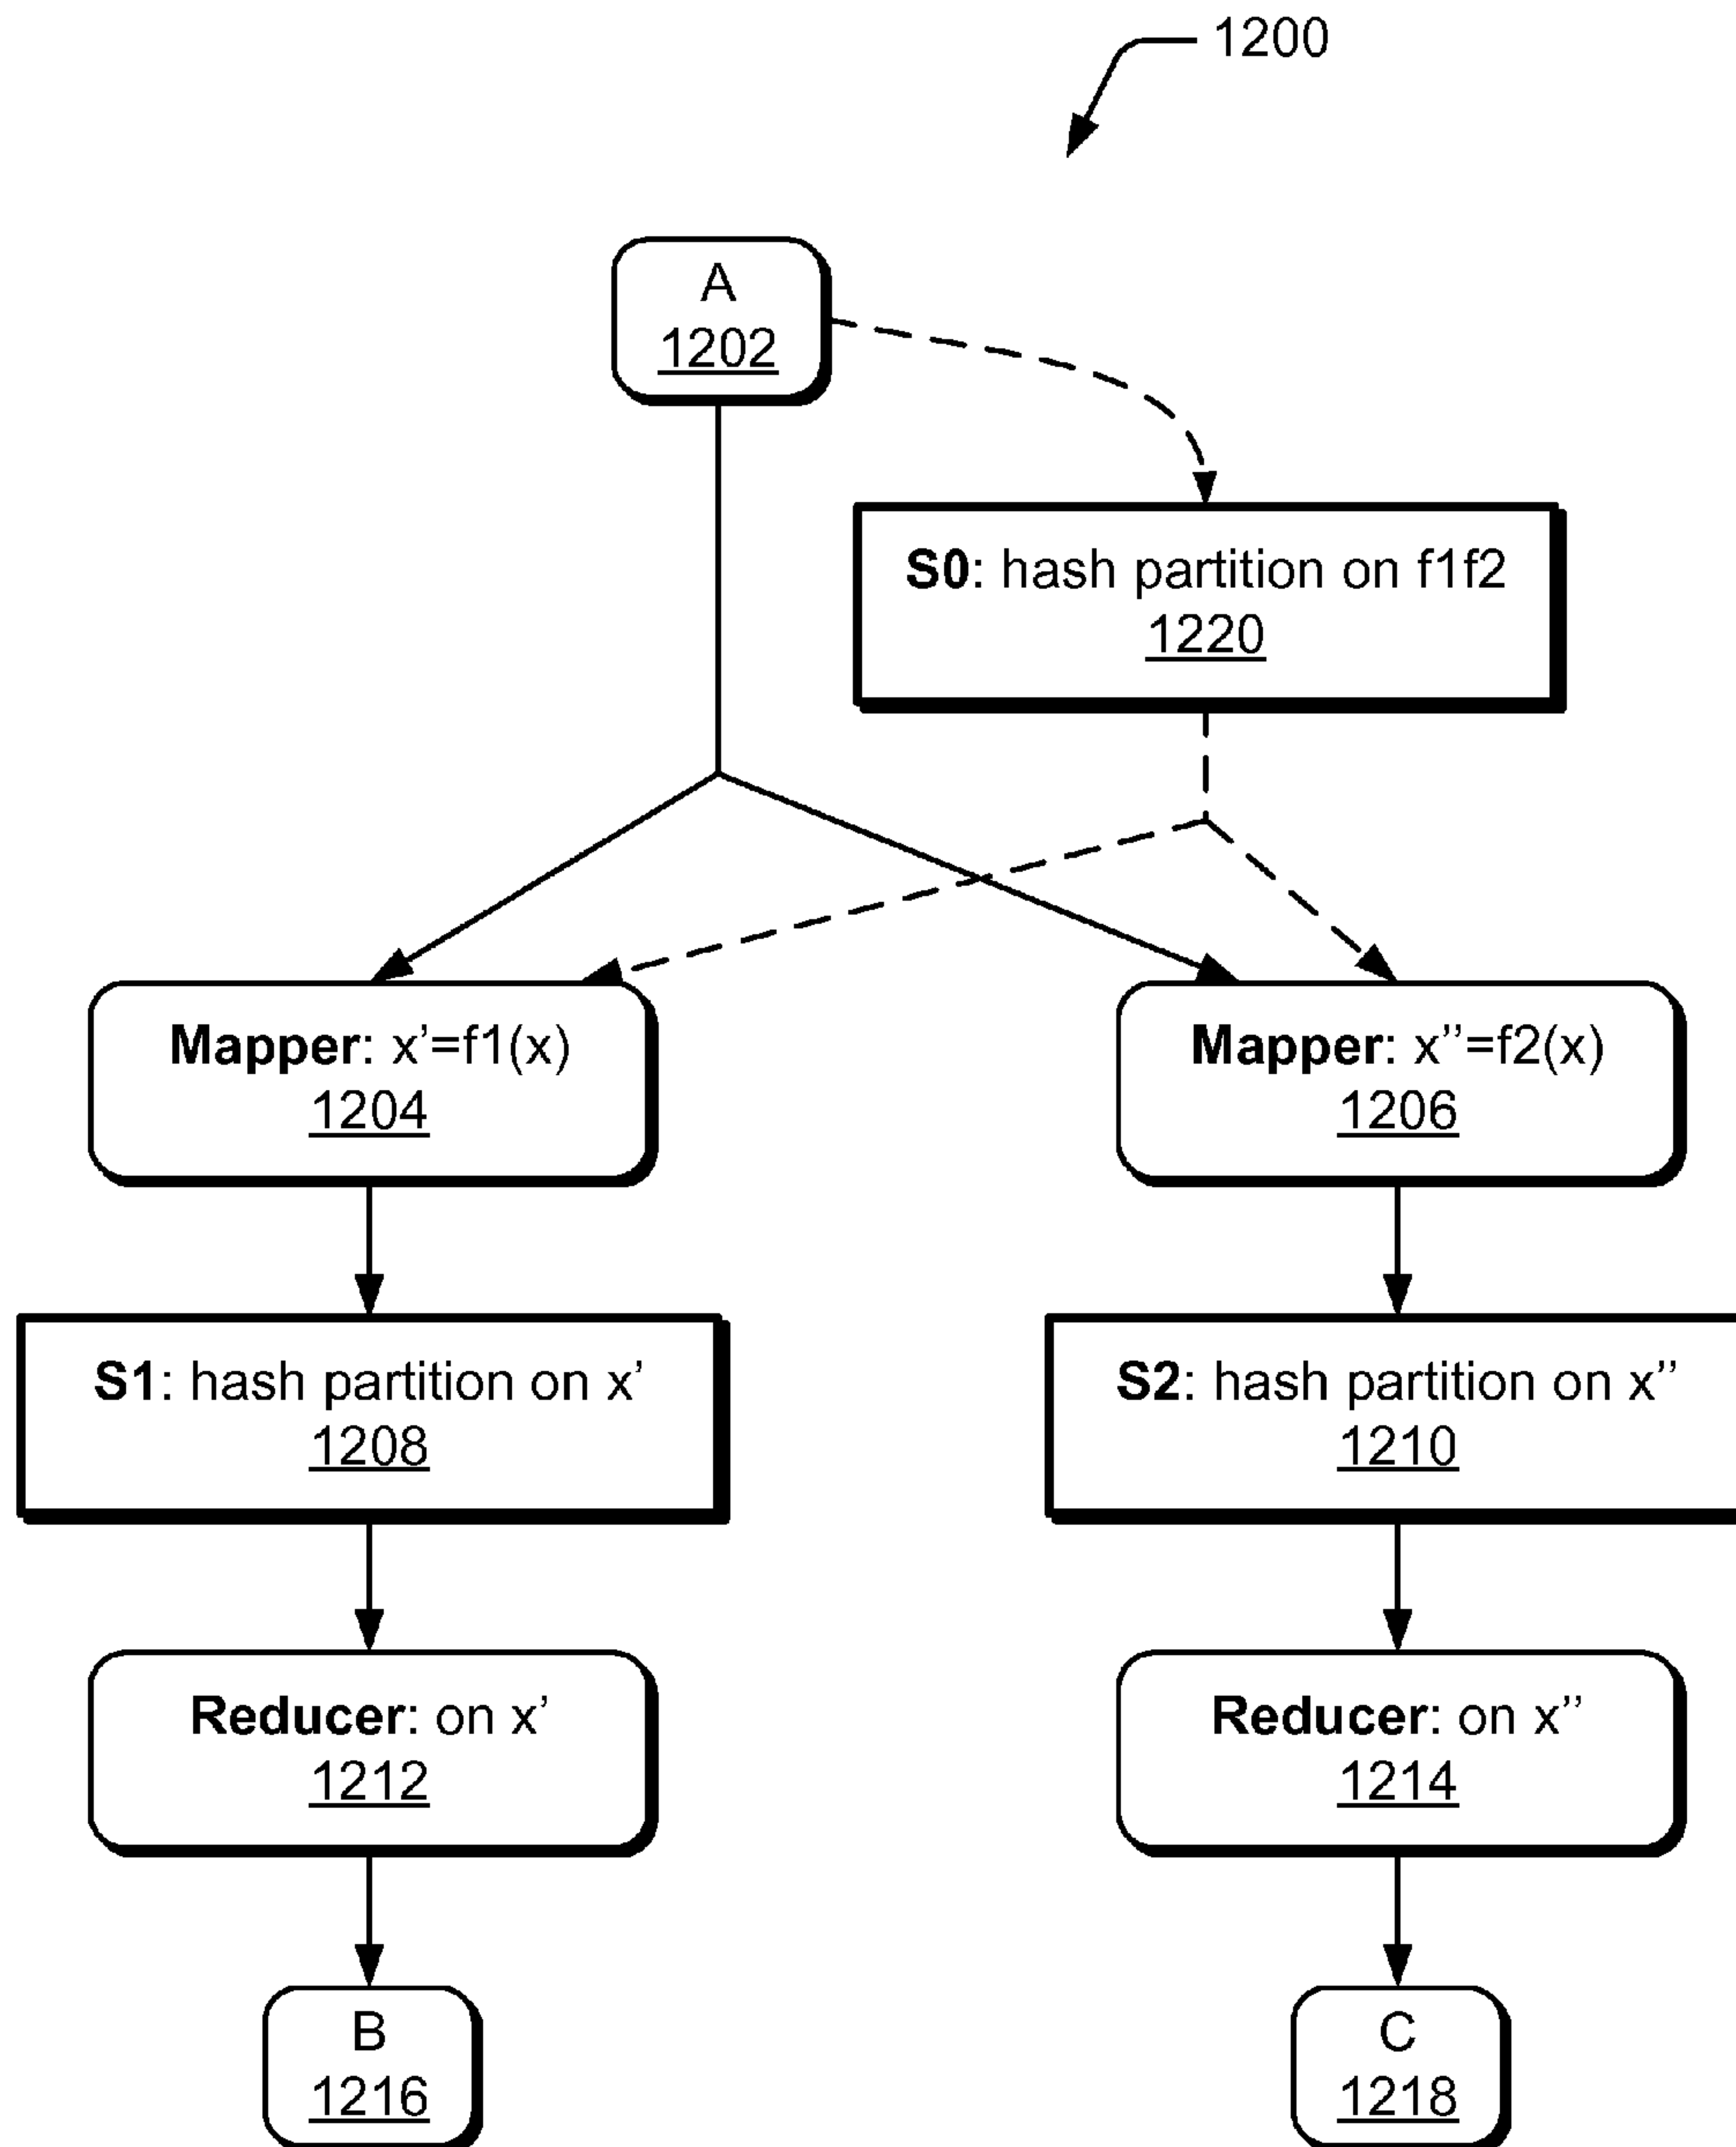 1200
A
1202
S0: hash partition on f1f2
1220
Mapper: x’=f1(x)
1204
Mapper: x’’=f2(x)
1206
S1: hash partition on x’
1208
S2: hash partition on x’’
1210
Reducer: on x’
1212
Reducer: on x’’
1214
B
1216
C
1218